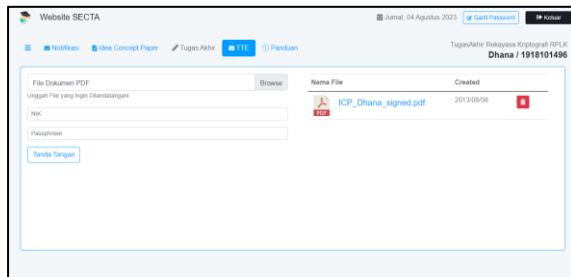 Website SECTA
Jumat, 04 Agustus 2023
Ganti Password
Keluar
Notifikasi
Idea Concept Paper
Tugas Akhir
TTE
Panduan
TugasAkhir Rekayasa Kriptografi RPLK
Dhana / 1918101496
File Dokumen PDF
Browse
Unggah File yang Ingin Ditandatangani
NIK
Passphrase
Tanda Tangan
Nama File
Created
PDF
ICP_Dhana_signed.pdf
2013/08/08